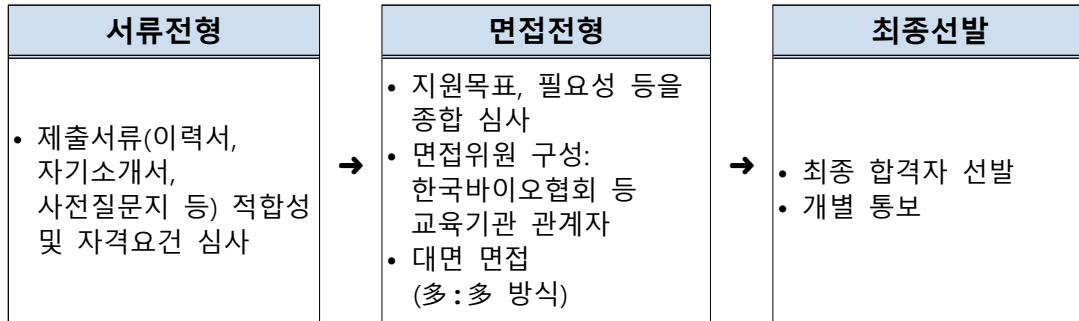 서류전형
• 제출서류(이력서,
자기소개서,
사전질문지 등) 적합성
및 자격요건 심사
➜
면접전형
• 지원목표, 필요성 등을
종합 심사
• 면접위원 구성:
한국바이오협회 등
교육기관 관계자
• 대면 면접
(多:多 방식)
➜
최종선발
• 최종 합격자 선발
• 개별 통보